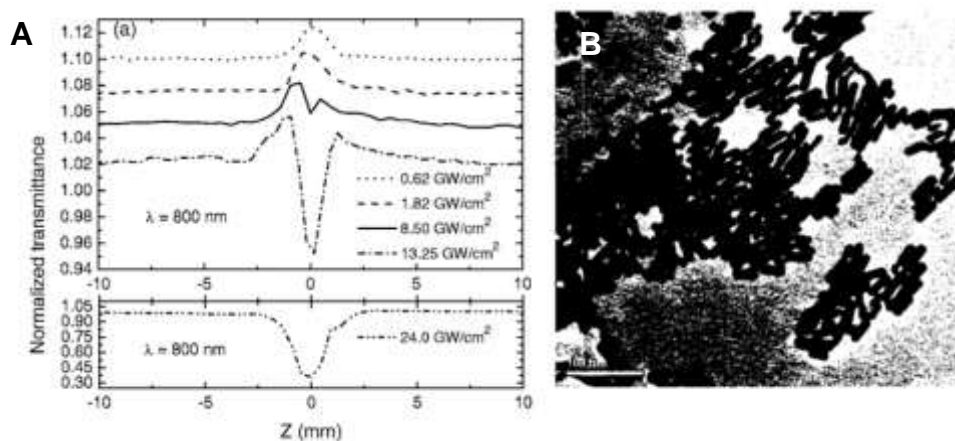 A
(a)
B
1.12
1.10
1.08
1.06
1.04
1.02
1.00
0.98
0.96
0.94
0.62 GW/cm²
1.82 GW/cm²
8.50 GW/cm²
13.25 GW/cm²
λ = 800 nm
-10 -5 0 5 10
Normalized transmittance
1.05
0.90
0.75
0.60
0.45
0.30
24.0 GW/cm²
λ = 800 nm
-10 -5 0 5 10
Z (mm)